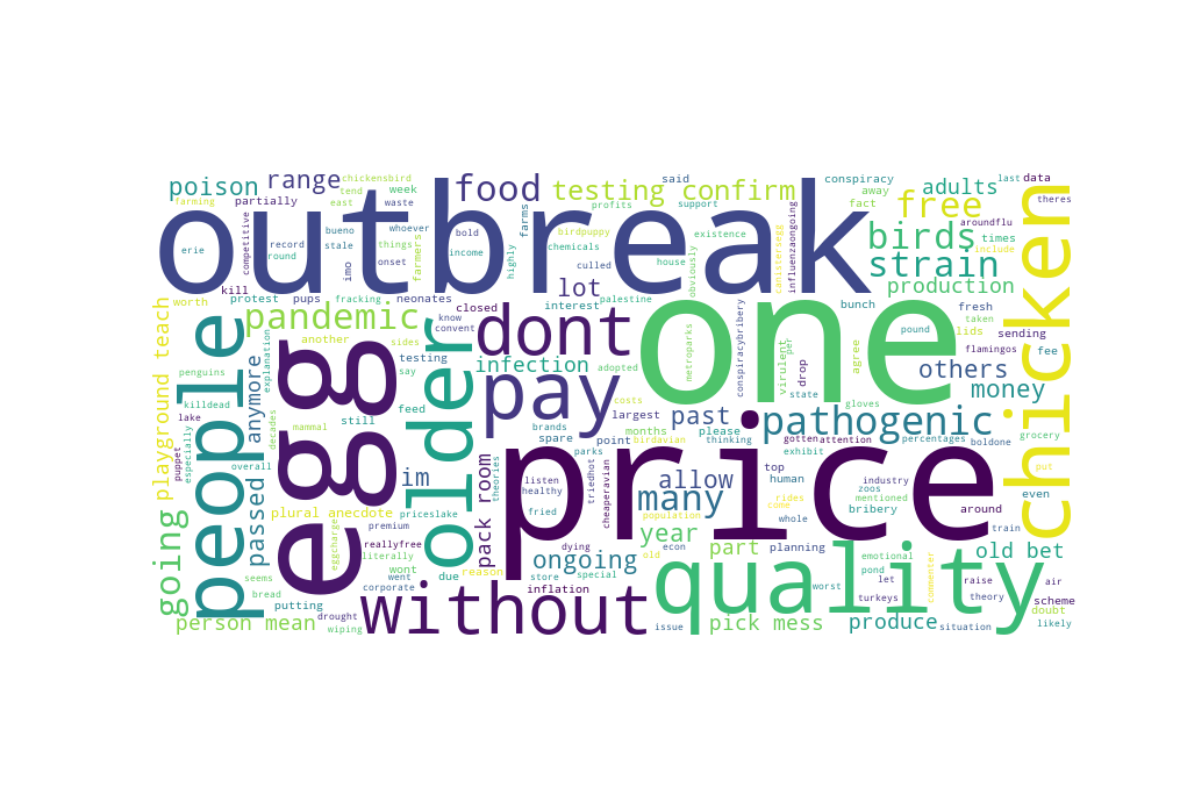 poison
range
chickensbird
tend
week
food
testing confirm
said
conspiracy
away
adults
last
data
farming
partially
east
waste
profits
support
fact
free
theres
outbreak
competitive
bueno
whoever
bold
farms
birdpuppy
existence
aroundflu
erie
record
round
stale
things
imo
onset
farmers
income
highly
chemicals
culled
house
obviously
canistersegg
influenzaongoing
birds
times
include
strain
chicken
kill
lot
production
worth
protest
pups
fracking
neonates
closed
interest
palestine
bunch
fresh
pandemic
know
convent
dont
one
pound
taken
lids
sending
another
sides
conspiracybribery
agree
flamingos
playground teach
people
explanation
older
testing
say
infection
adopted
metroparks
virulent
per
drop
state
others
fee
penguins
egg
pay
gloves
money
killdead
feed
costs
lake
passed anymore
decades
mammal
still
brands
largest
past
pathogenic
grocery
especially
spare
point
months
please
price
puppet
parks
birdavian
thinking
gotten
attention
percentages
boldone
overall
im
theories
pack room
listen
healthy
triedhot
cheaperavian
allow
top
human
exhibit
industry
zoos
put
even
going
eggcharge
plural anecdote
priceslake
fried
many
population
rides
come
mentioned
bribery
around
premium
year
whole
train
reallyfree
ongoing
dying
old
econ
part
planning
quality
emotional
old bet
seems
literally
due
reason
store
special
worst
pond
commenter
theory
air
bread
wont
went
corporate
inflation
let
turkeys
raise
scheme
putting
drought
without
doubt
person mean
wiping
issue
pick mess
produce
situation
likely